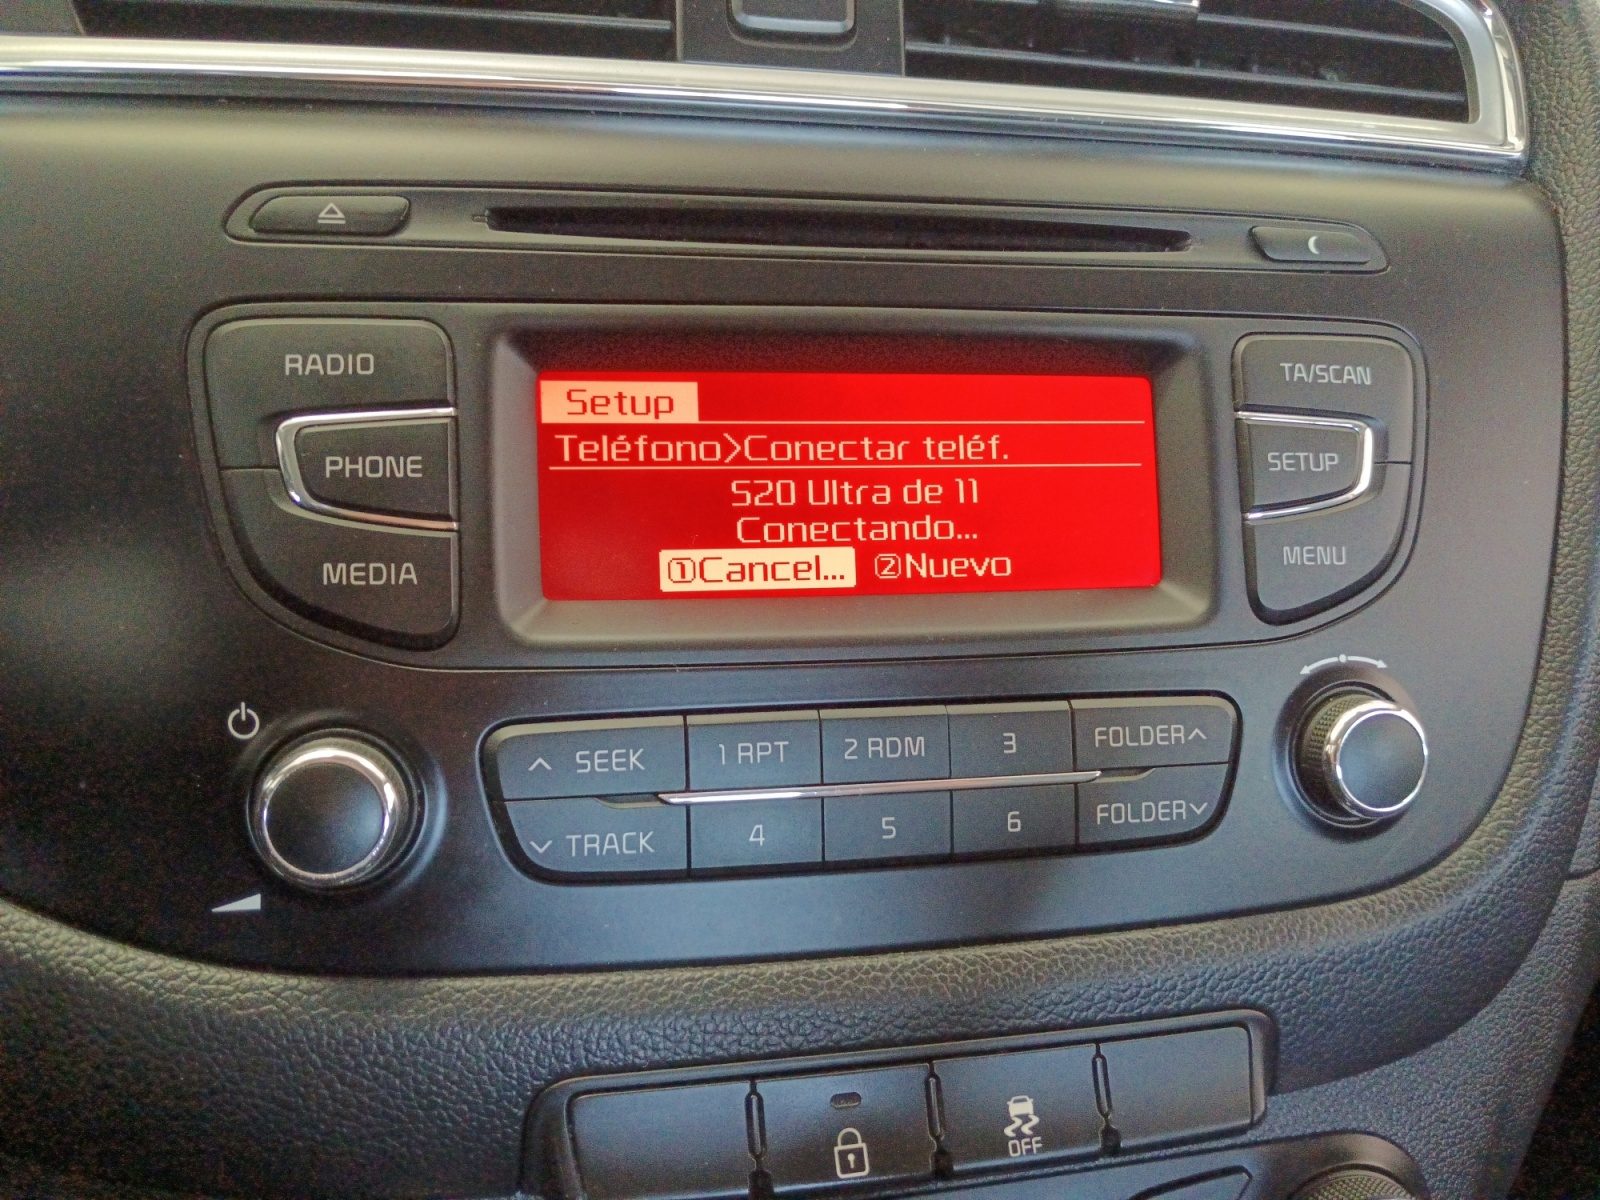 RADIO
PHONE
MEDIA
Setup
Teléfono>Conectar teléf.
S20 Ultra de 11
Conectando...
①Cancel... ②Nuevo
TA/SCAN
SETUP
MENU
SEEK
TRACK
1 RPT
2 RDM
3
FOLDER
4
5
6
FOLDER
OFF